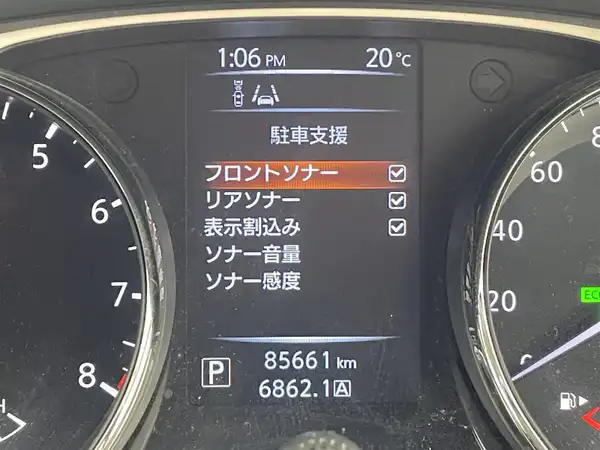 1:06 PM 20 °C
駐車支援
フロントソナー
リアソナー
表示割込み
ソナー音量
ソナー感度
P 85661 km
6862.1 A
5
6
7
8
H
60
40
20
0
ECO